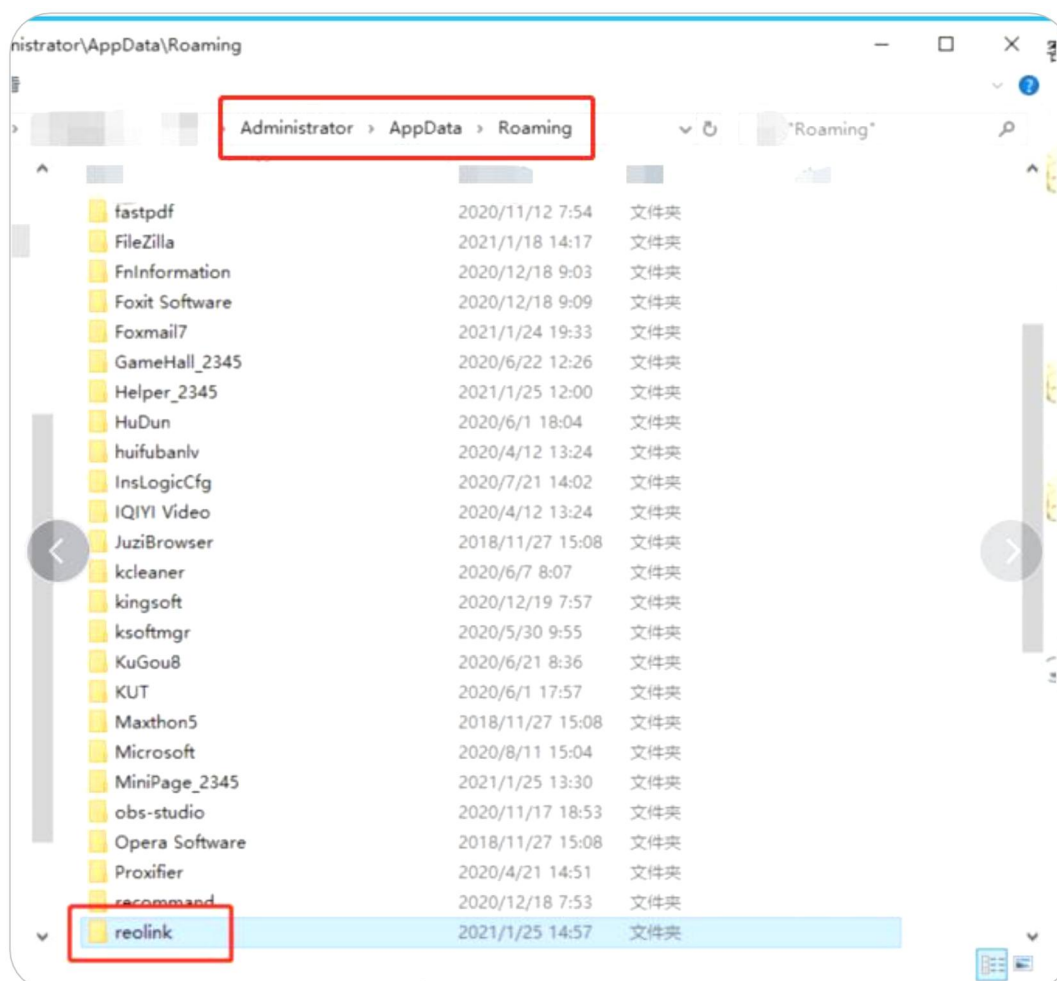 nistrator\AppData\Roaming
Administrator › AppData › Roaming
"Roaming"
fastpdf 2020/11/12 7:54 文件夹
FileZilla 2021/1/18 14:17 文件夹
FnInformation 2020/12/18 9:03 文件夹
Foxit Software 2020/12/18 9:09 文件夹
Foxmail7 2021/1/24 19:33 文件夹
GameHall_2345 2020/6/22 12:26 文件夹
Helper_2345 2021/1/25 12:00 文件夹
HuDun 2020/6/1 18:04 文件夹
huifubanlv 2020/4/12 13:24 文件夹
InsLogicCfg 2020/7/21 14:02 文件夹
IQIYI Video 2020/4/12 13:24 文件夹
JuziBrowser 2018/11/27 15:08 文件夹
kcleaner 2020/6/7 8:07 文件夹
kingsoft 2020/12/19 7:57 文件夹
ksoftmgr 2020/5/30 9:55 文件夹
KuGou8 2020/6/21 8:36 文件夹
KUT 2020/6/1 17:57 文件夹
Maxthon5 2018/11/27 15:08 文件夹
Microsoft 2020/8/11 15:04 文件夹
MiniPage_2345 2021/1/25 13:30 文件夹
obs-studio 2020/11/17 18:53 文件夹
Opera Software 2018/11/27 15:08 文件夹
Proxifier 2020/4/21 14:51 文件夹
recommand 2020/12/18 7:53 文件夹
reolink 2021/1/25 14:57 文件夹